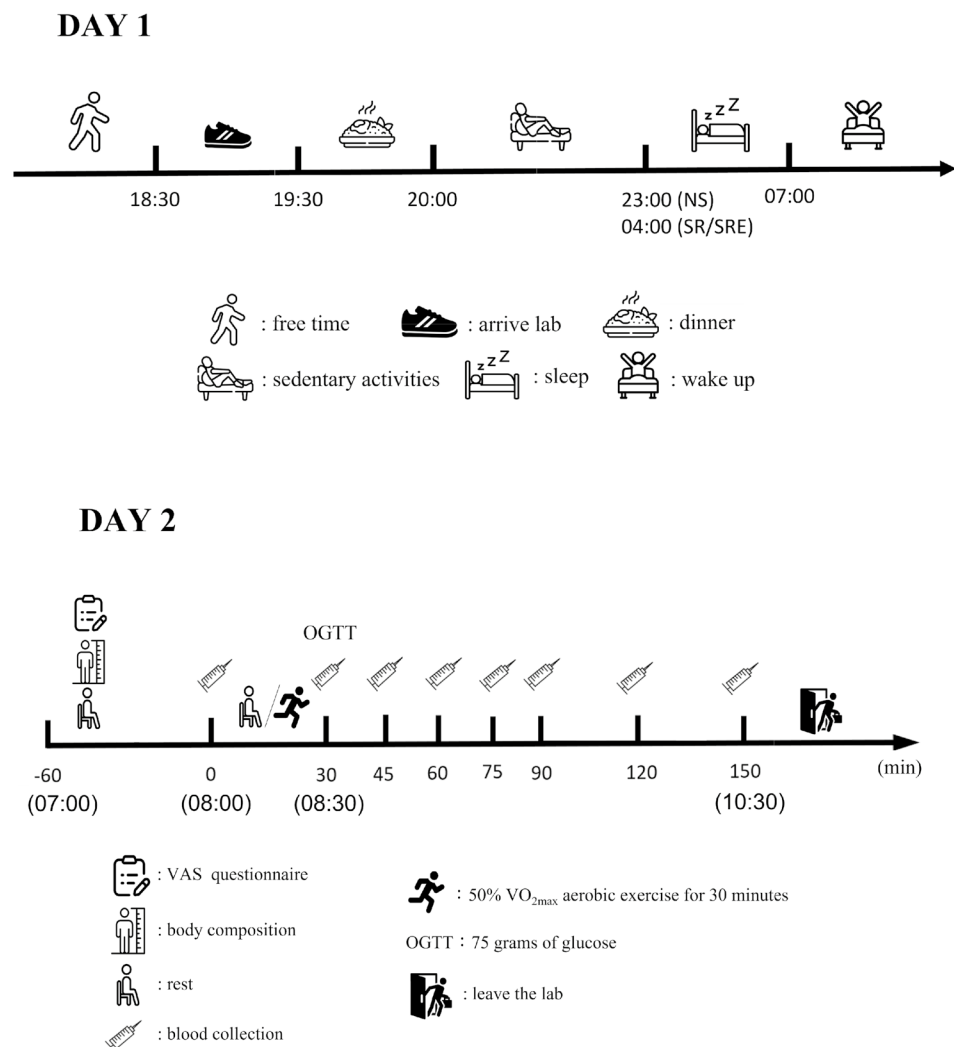 DAY 1
z z Z
18:30 19:30 20:00 23:00 (NS) 07:00
04:00 (SR/SRE)
: free time : arrive lab : dinner
z z Z
: sedentary activities : sleep : wake up
DAY 2
OGTT
-60 0 30 45 60 75 90 120 150 (min)
(07:00) (08:00) (08:30) (10:30)
: VAS questionnaire
: 50% VO2max aerobic exercise for 30 minutes
: body composition
OGTT : 75 grams of glucose
: rest
: leave the lab
: blood collection